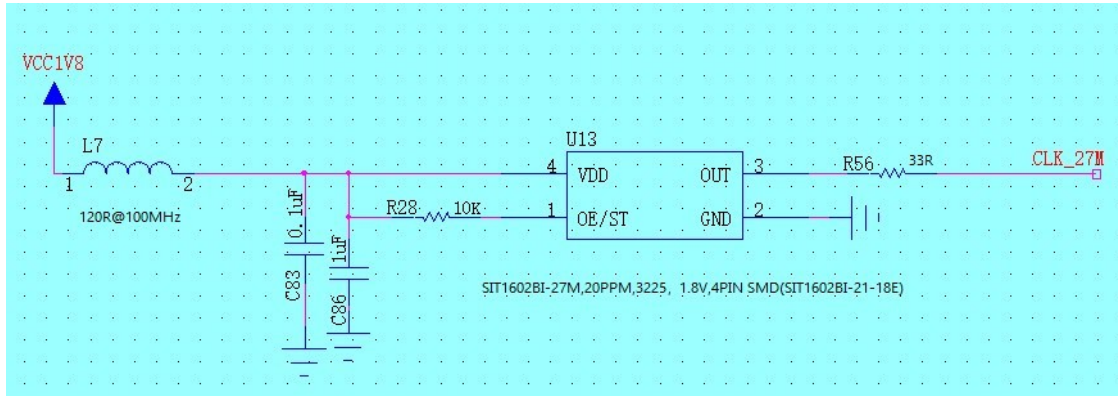 VCC1V8
L7
1
2
120R@100MHz
0.1uF
C83
1uF
C86
R28
10K
U13
4
VDD
1
OE/ST
OUT
3
GND
2
R56
33R
CLK_27M
SIT1602BI-27M,20PPM,3225, 1.8V,4PIN SMD(SIT1602BI-21-18E)